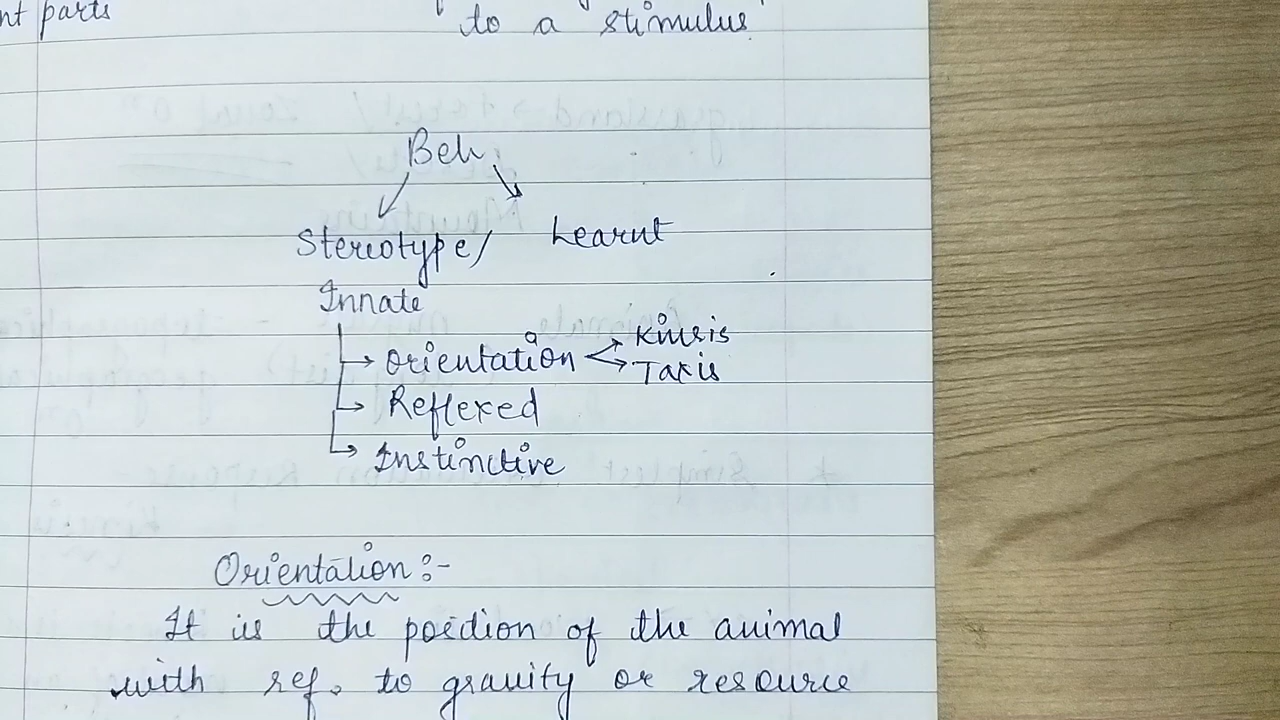 nt parts
to a stimulus
Beh.
Stereotype/ Learnt
Innate
Orientation Kinesis
Taxis
Reflexed
Instinctive
Orientation :-
It is the position of the animal
with ref. to gravity or resource